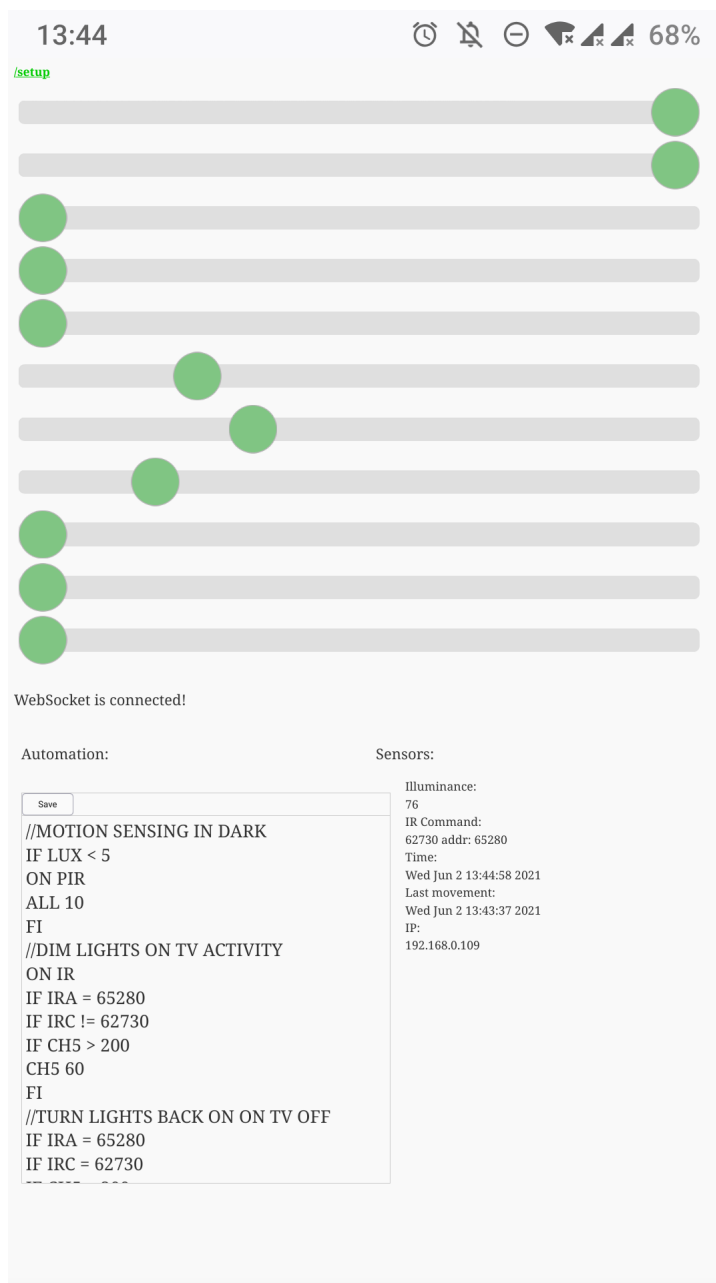 13:44
68%
/setup
WebSocket is connected!
Automation:
Save
//MOTION SENSING IN DARK
IF LUX < 5
ON PIR
ALL 10
FI
//DIM LIGHTS ON TV ACTIVITY
ON IR
IF IRA = 65280
IF IRC != 62730
IF CH5 > 200
CH5 60
FI
//TURN LIGHTS BACK ON ON TV OFF
IF IRA = 65280
IF IRC = 62730
Sensors:
Illuminance:
76
IR Command:
62730 addr: 65280
Time:
Wed Jun 2 13:44:58 2021
Last movement:
Wed Jun 2 13:43:37 2021
IP:
192.168.0.109